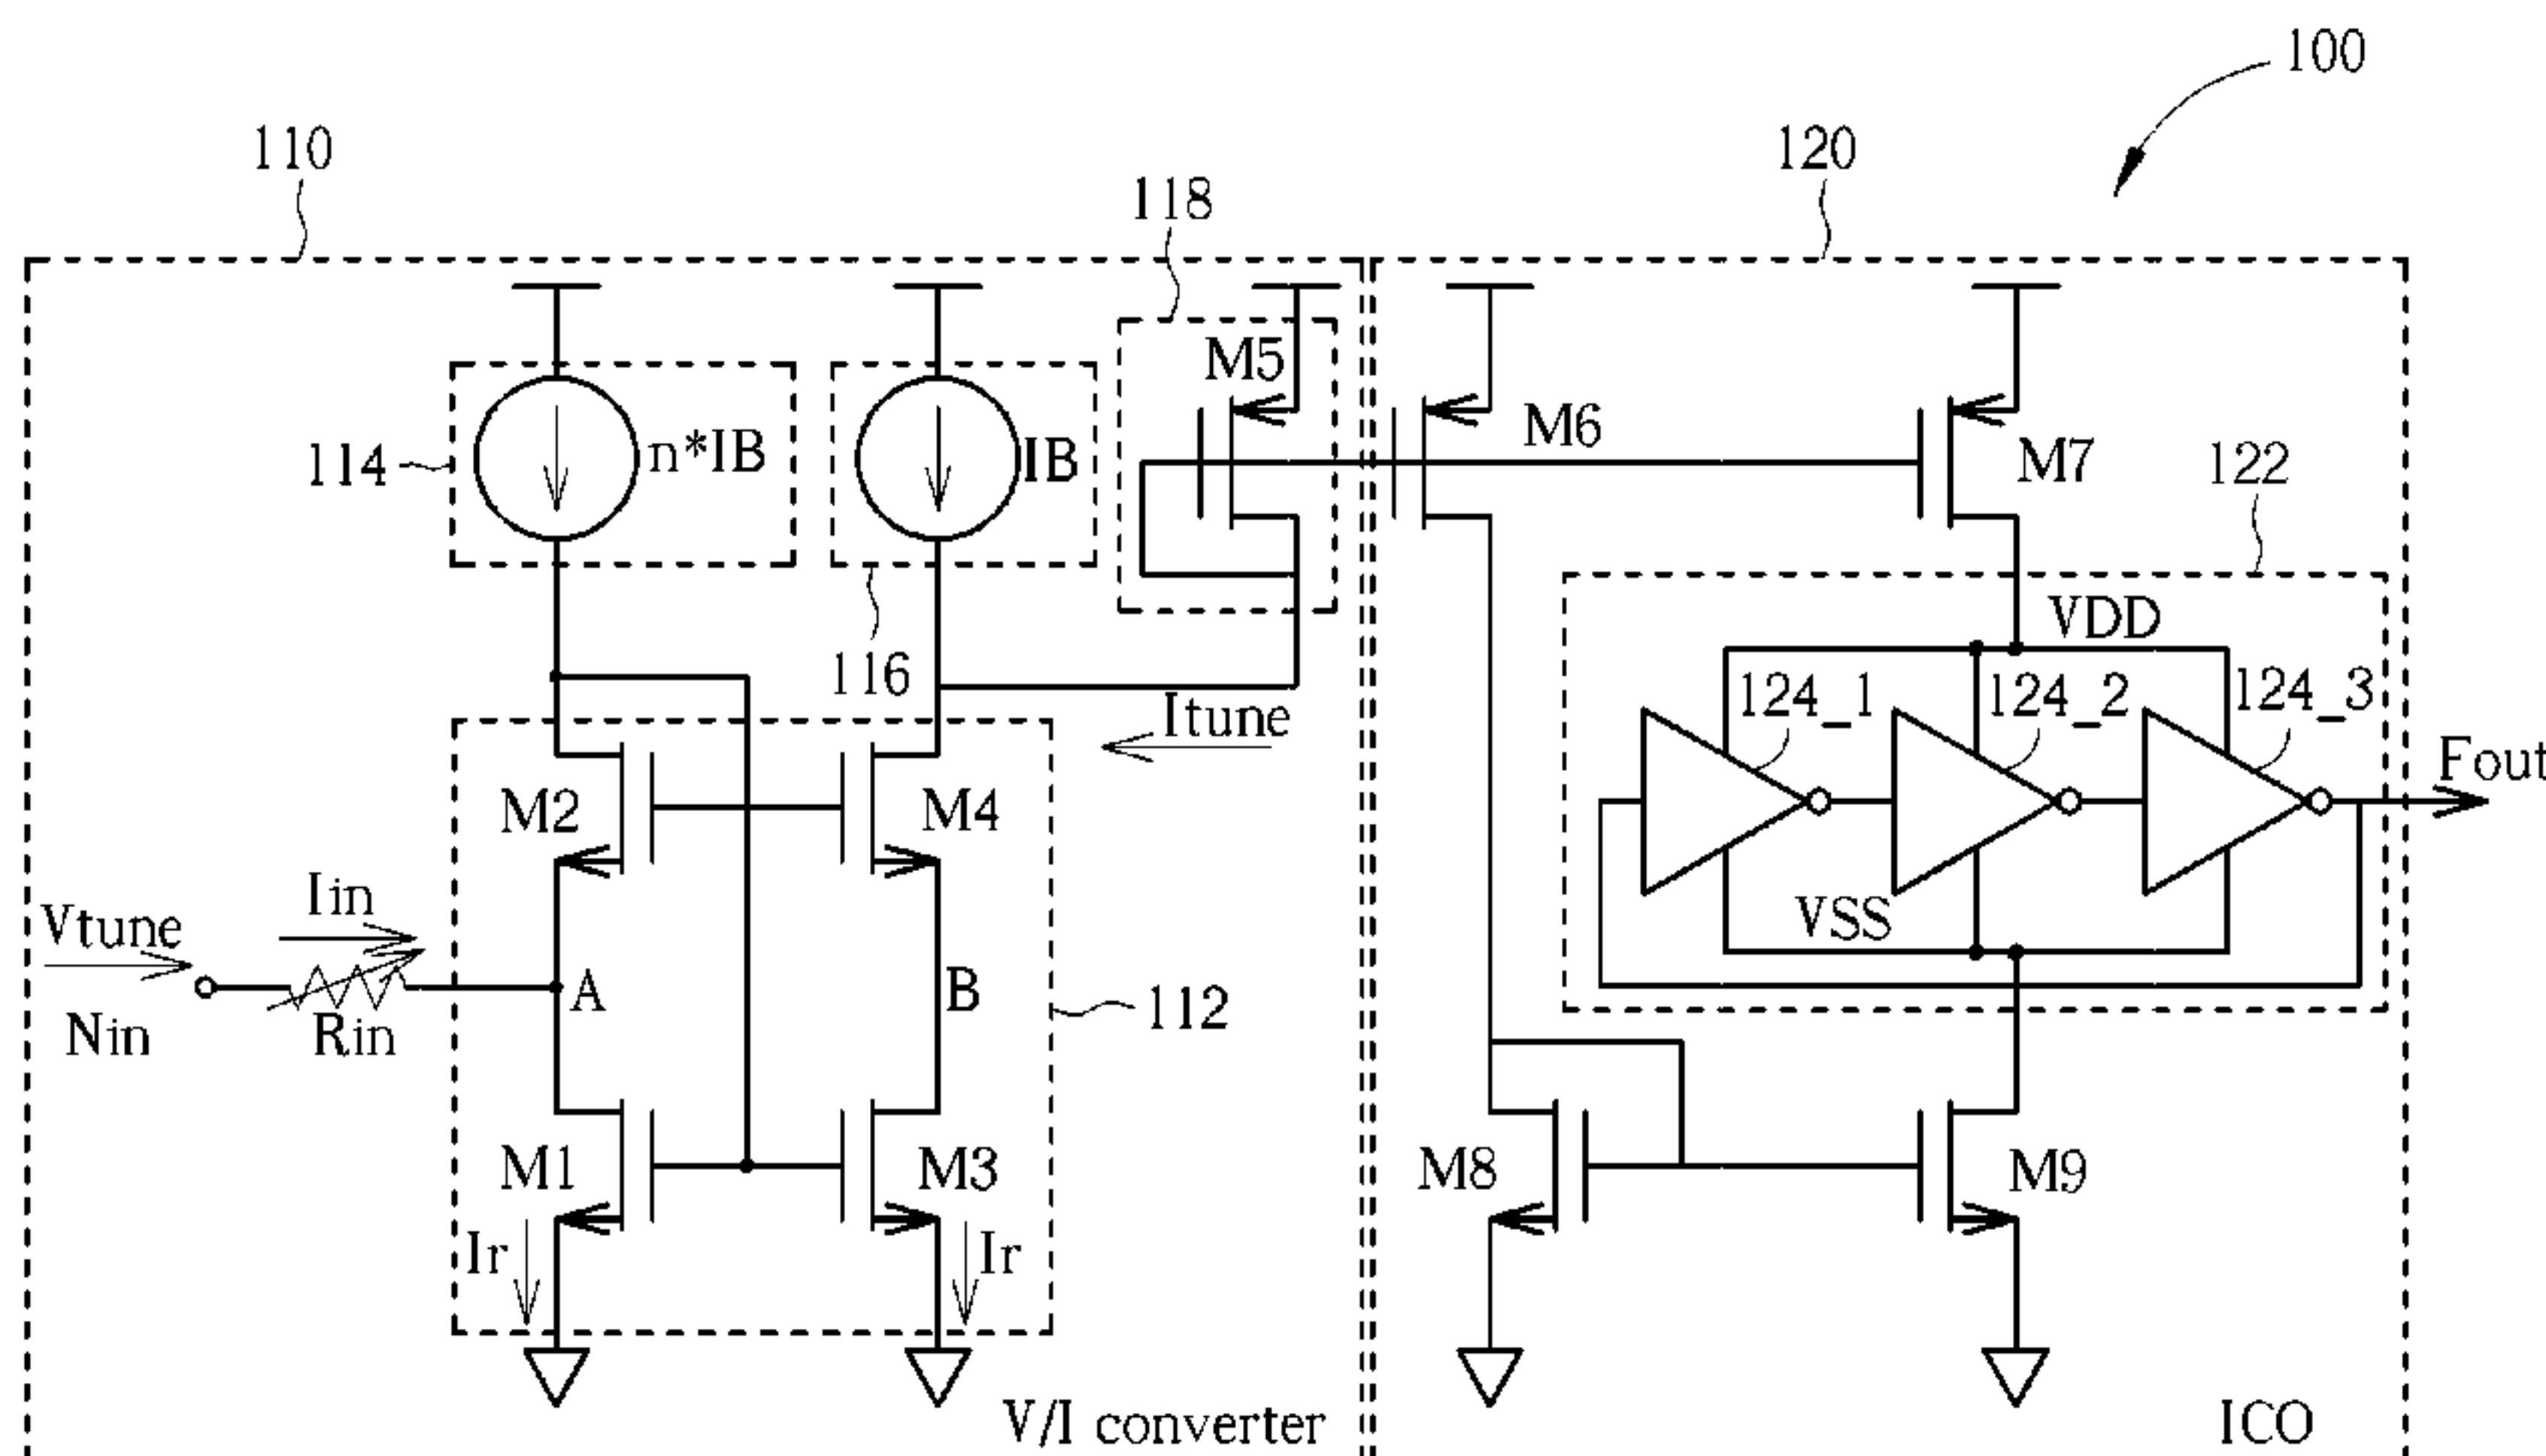 100
110
120
118
M5
M6
114
n*IB
IB
M7
122
VDD
116
Itune
124_1
124_2
124_3
Fout
M2
M4
Iin
Vtune
VSS
A
B
112
Nin
Rin
M1
M3
M8
M9
Ir
Ir
V/I converter
ICO